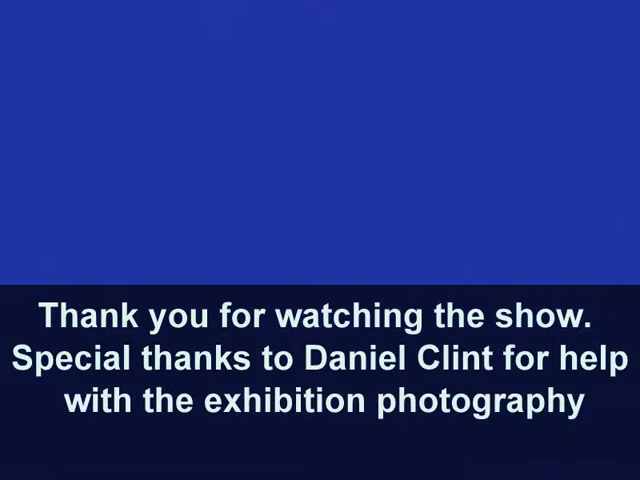 Thank you for watching the show.
Special thanks to Daniel Clint for help
with the exhibition photography